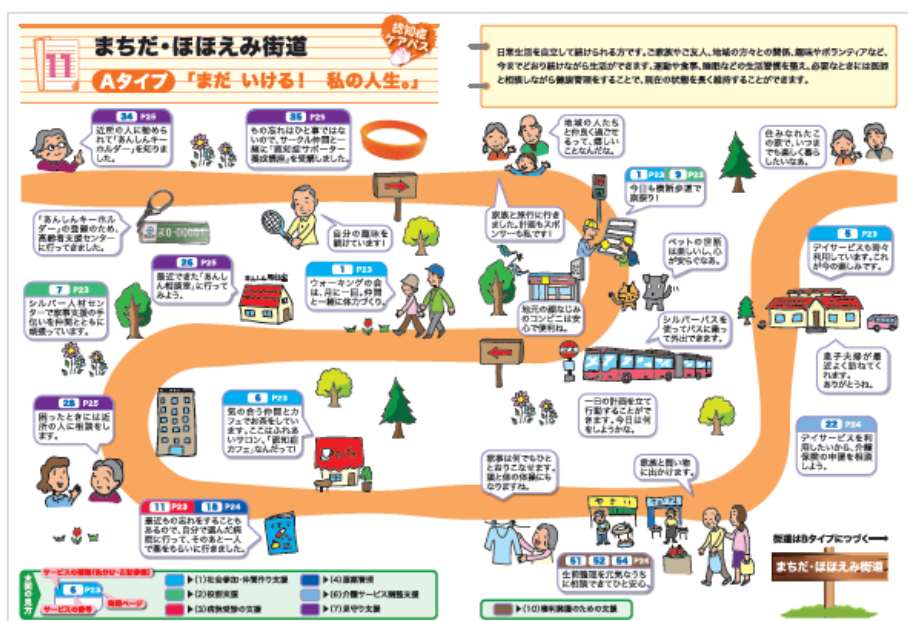 11
まちだ・ほほえみ街道
認知症
ケアパス
Aタイプ 「まだ いける! 私の人生。」
日常生活を自立して続けられる方です。ご家族やご友人、地域の方々との関係、趣味やボランティアなど、
今までどおり続けながら生活ができます。運動や食事、睡眠などの生活習慣を整え、必要なときには医師
と相談しながら健康管理をすることで、現在の状態を長く維持することができます。
34 P25
近所の人に勧めら
れて「あんしんキー
ホルダー」を知りま
した。
35 P25
もの忘れはひと事ではな
いので、サークル仲間と一
緒に「認知症サポーター
養成講座」を受講しました。
地域の人たち
と仲良く過ごせ
るって、嬉しい
ことなんだな。
住みなれたこ
の家で、いつま
でも楽しく暮ら
したいなあ。
1 P23 9 P23
今日も横断歩道で
旗振り!
「あんしんキーホル
ダー」の登録のため、
高齢者支援センター
に行ってきました。
自分の趣味を
続けています!
家族と旅行に行き
ました。計画もスポ
ンサーも私です!
ペットの世話
は楽しいし、心
が安らぐなあ。
5 P23
デイサービスも時々
利用しています。これ
が今の楽しみです。
26 P25
最近できた「あんし
ん相談室」に行って
みよう。
あんしん相談室
1 P23
ウォーキングの会
は、月に一回。仲間
と一緒に体力づくり。
7 P23
シルバー人材セン
ターで家事支援の手
伝いを仲間とともに
頑張っています。
地元の顔なじみ
のコンビニは安
心で便利ね。
シルバーパスを
使ってバスに乗っ
て外出できます。
息子夫婦が最
近よく訪ねてく
れます。
ありがとうね。
28 P25
困ったときには近
所の人に相談をし
ます。
6 P23
気の合う仲間とカ
フェでお茶をしてい
ます。ここはふれあ
いサロン、「認知症
カフェ」なんだって!
一日の計画を立て
行動することがで
きます。今日は何
をしようかな。
22 P24
デイサービスを利
用したいから、介護
保険の申請を相談
しよう。
家事は何でもひと
とおりこなせます。
頭と体の体操にも
なりますね。
家族と買い物
に出かけます。
やさい
11 P23 18 P24
最近もの忘れをすることも
あるので、自分で選んだ病
院に行って、そのあと一人
で薬をもらいに行きました。
51 52 54 P26
生前整理を元気なうち
に相談できてひと安心。
街道はBタイプにつづく
まちだ・ほほえみ街道
★図の見方
6 P23
サービスの番号
掲載ページ
▶(1)社会参加・仲間作り支援
▶(2)役割支援
▶(3)病院受診の支援
▶(4)服薬管理
▶(6)介護サービス調整支援
▶(7)見守り支援
▶(10)権利擁護のための支援